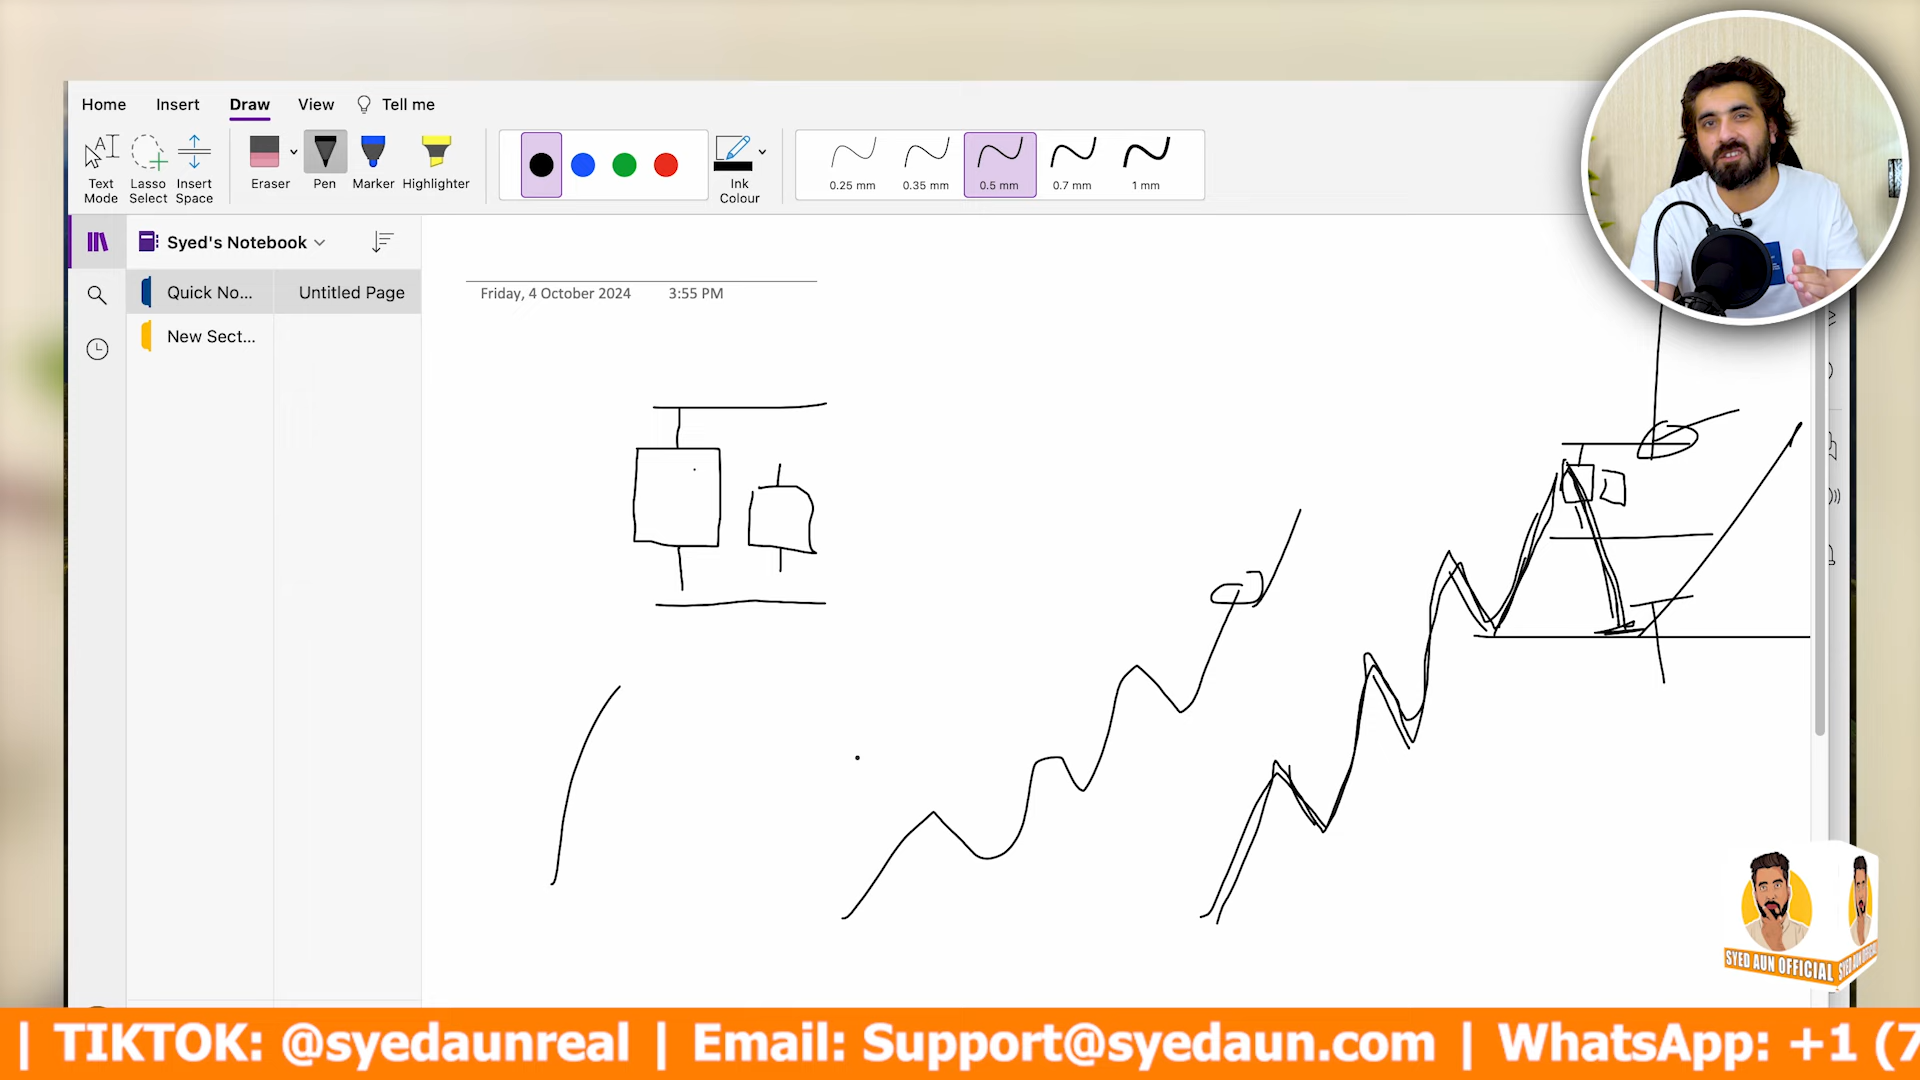 Home Insert Draw View Tell me
Text Mode
Lasso Select
Insert Space
Eraser
Pen
Marker
Highlighter
Ink Colour
0.25 mm
0.35 mm
0.5 mm
0.7 mm
1 mm
Syed's Notebook
Quick No...
Untitled Page
New Sect...
Friday, 4 October 2024 3:55 PM
SYED AUN OFFICIAL
SYED AUN OFFICIAL
| TIKTOK: @syedaunreal | Email: Support@syedaun.com | WhatsApp: +1 (7